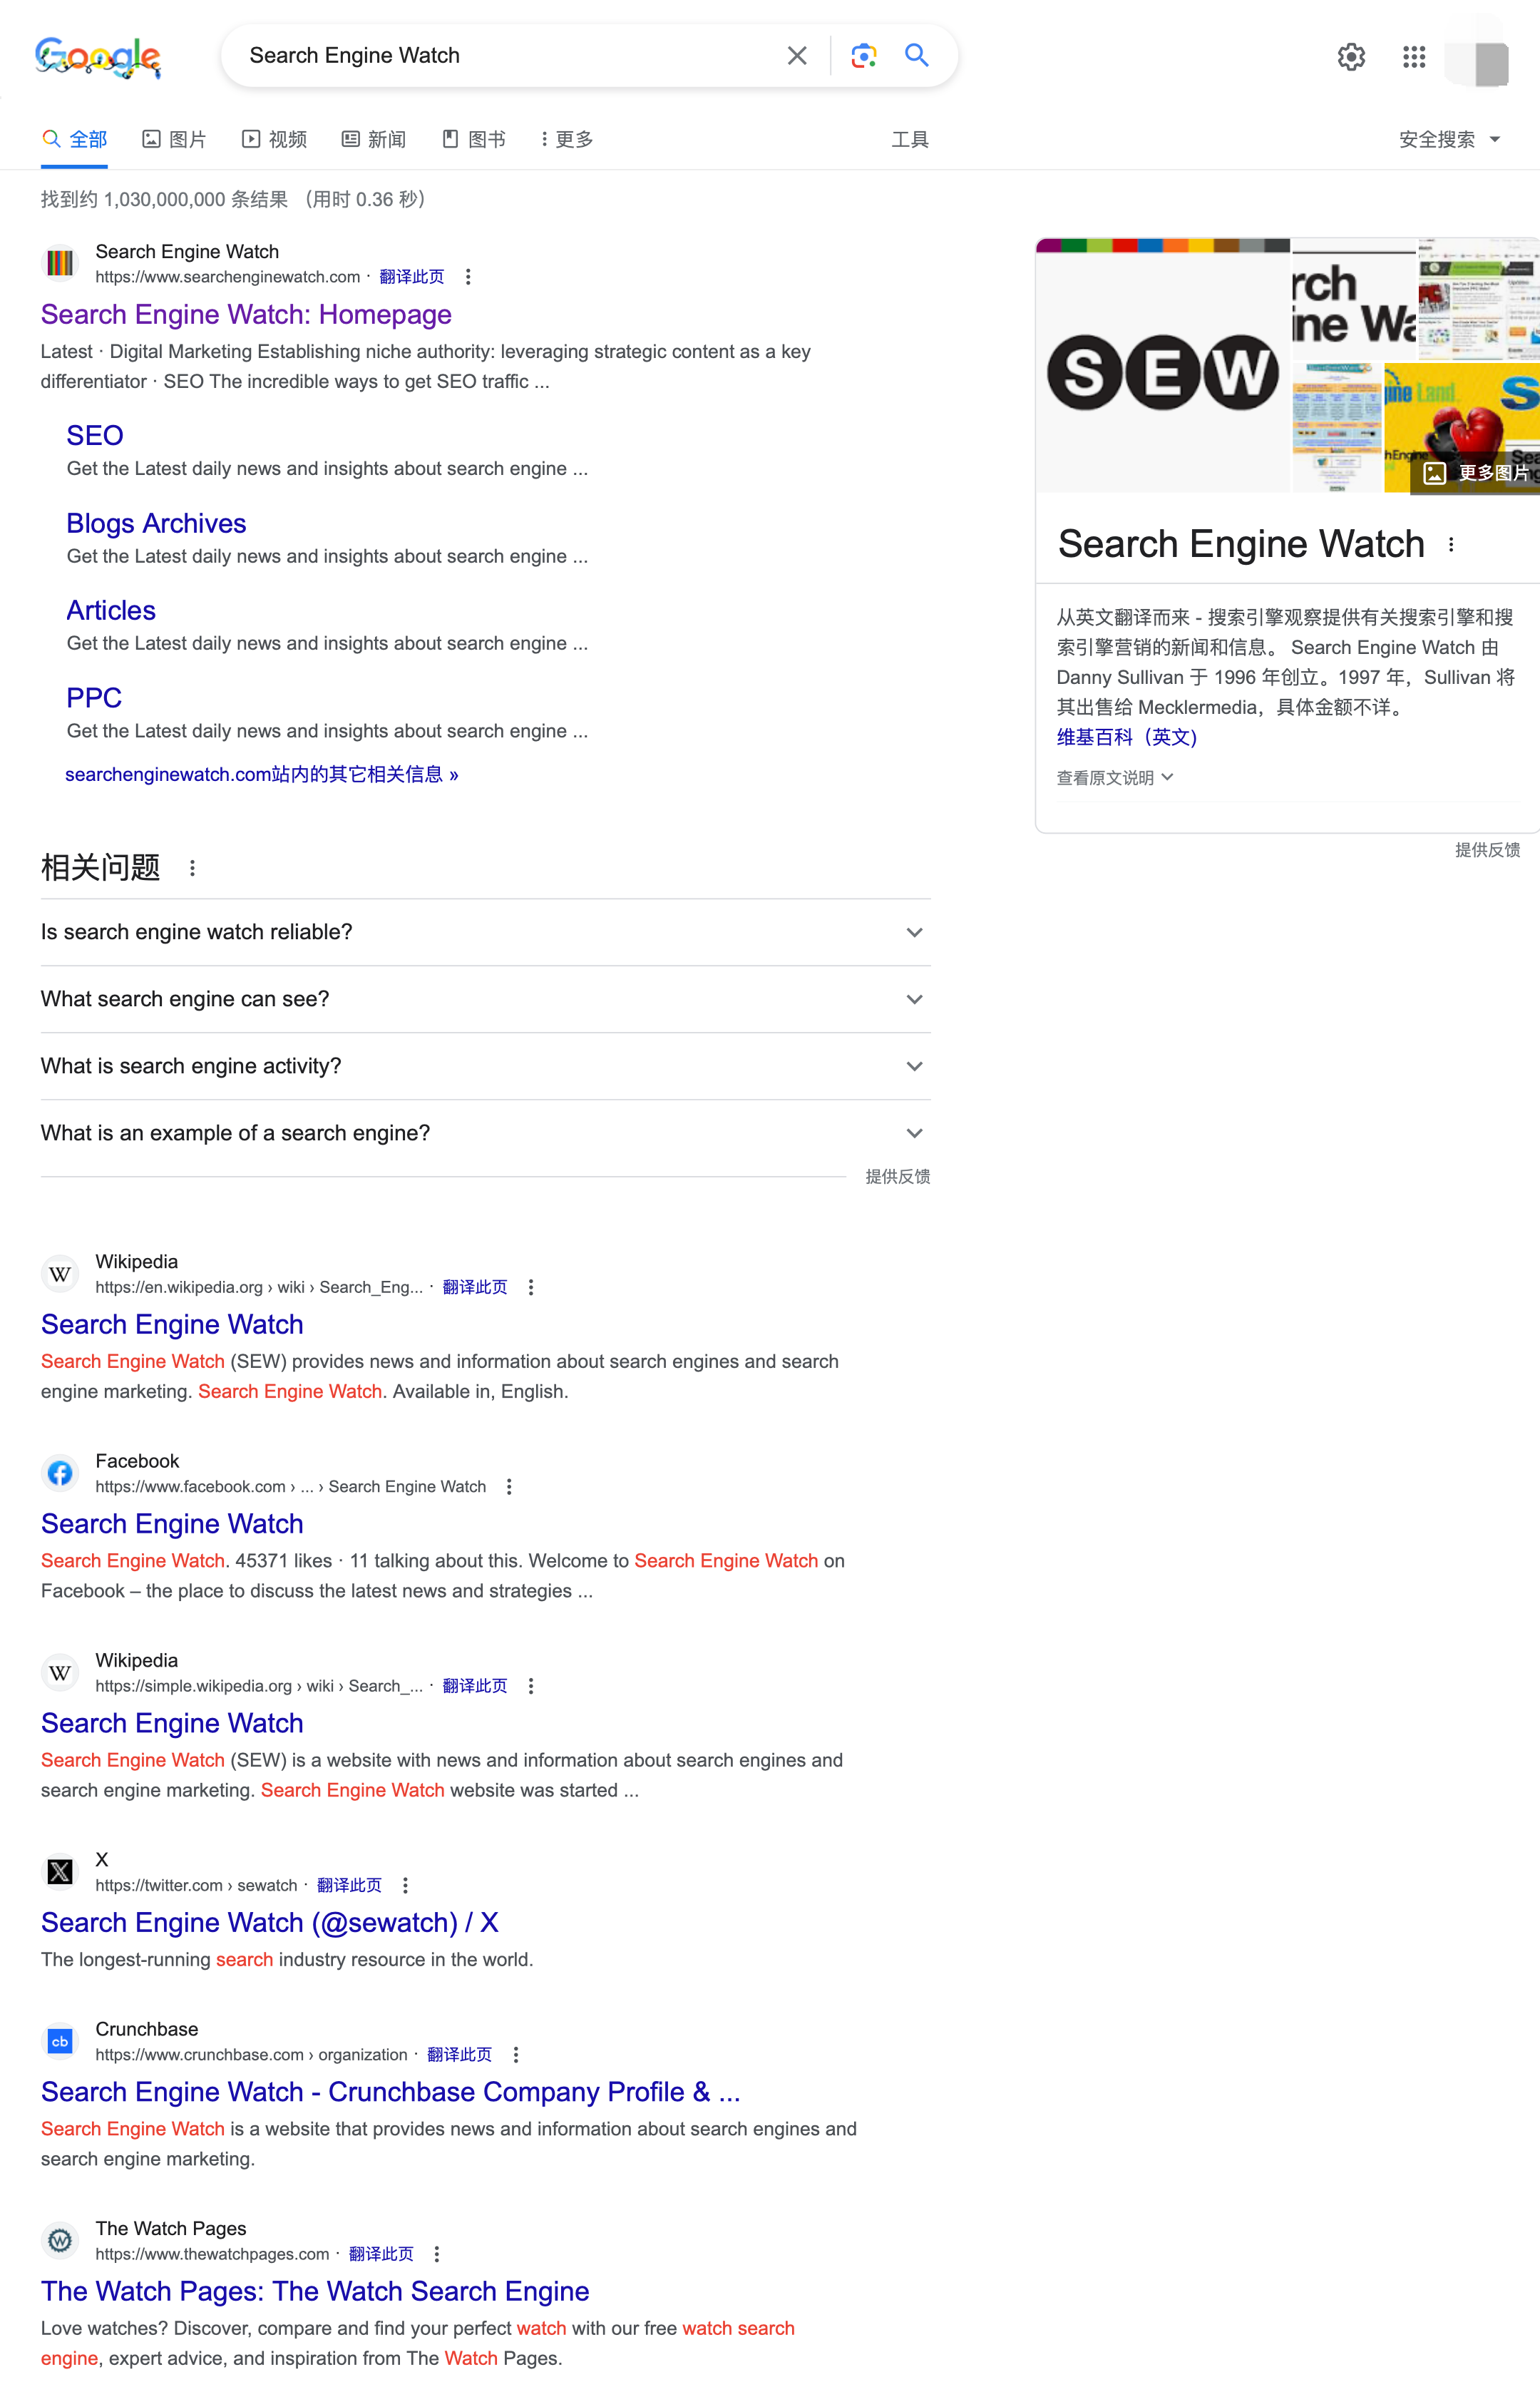 Google
Search Engine Watch
全部
图片
视频
新闻
图书
更多
工具
安全搜索
找到约 1,030,000,000 条结果 （用时 0.36 秒）
Search Engine Watch
https://www.searchenginewatch.com · 翻译此页
Search Engine Watch: Homepage
Latest · Digital Marketing Establishing niche authority: leveraging strategic content as a key
differentiator · SEO The incredible ways to get SEO traffic ...
SEO
Get the Latest daily news and insights about search engine ...
Blogs Archives
Get the Latest daily news and insights about search engine ...
Articles
Get the Latest daily news and insights about search engine ...
PPC
Get the Latest daily news and insights about search engine ...
searchenginewatch.com站内的其它相关信息 »
相关问题
Is search engine watch reliable?
What search engine can see?
What is search engine activity?
What is an example of a search engine?
提供反馈
Wikipedia
https://en.wikipedia.org › wiki › Search_Eng... · 翻译此页
Search Engine Watch
Search Engine Watch (SEW) provides news and information about search engines and search
engine marketing. Search Engine Watch. Available in, English.
Facebook
https://www.facebook.com › ... › Search Engine Watch
Search Engine Watch
Search Engine Watch. 45371 likes · 11 talking about this. Welcome to Search Engine Watch on
Facebook – the place to discuss the latest news and strategies ...
Wikipedia
https://simple.wikipedia.org › wiki › Search_... · 翻译此页
Search Engine Watch
Search Engine Watch (SEW) is a website with news and information about search engines and
search engine marketing. Search Engine Watch website was started ...
X
https://twitter.com › sewatch · 翻译此页
Search Engine Watch (@sewatch) / X
The longest-running search industry resource in the world.
cb
Crunchbase
https://www.crunchbase.com › organization · 翻译此页
Search Engine Watch - Crunchbase Company Profile & ...
Search Engine Watch is a website that provides news and information about search engines and
search engine marketing.
The Watch Pages
https://www.thewatchpages.com · 翻译此页
The Watch Pages: The Watch Search Engine
Love watches? Discover, compare and find your perfect watch with our free watch search
engine, expert advice, and inspiration from The Watch Pages.
SEW
rch
ine Wa
ine Land
hEngine
更多图片
Search Engine Watch
从英文翻译而来 - 搜索引擎观察提供有关搜索引擎和搜
索引擎营销的新闻和信息。 Search Engine Watch 由
Danny Sullivan 于 1996 年创立。1997 年，Sullivan 将
其出售给 Mecklermedia，具体金额不详。
维基百科（英文）
查看原文说明
提供反馈